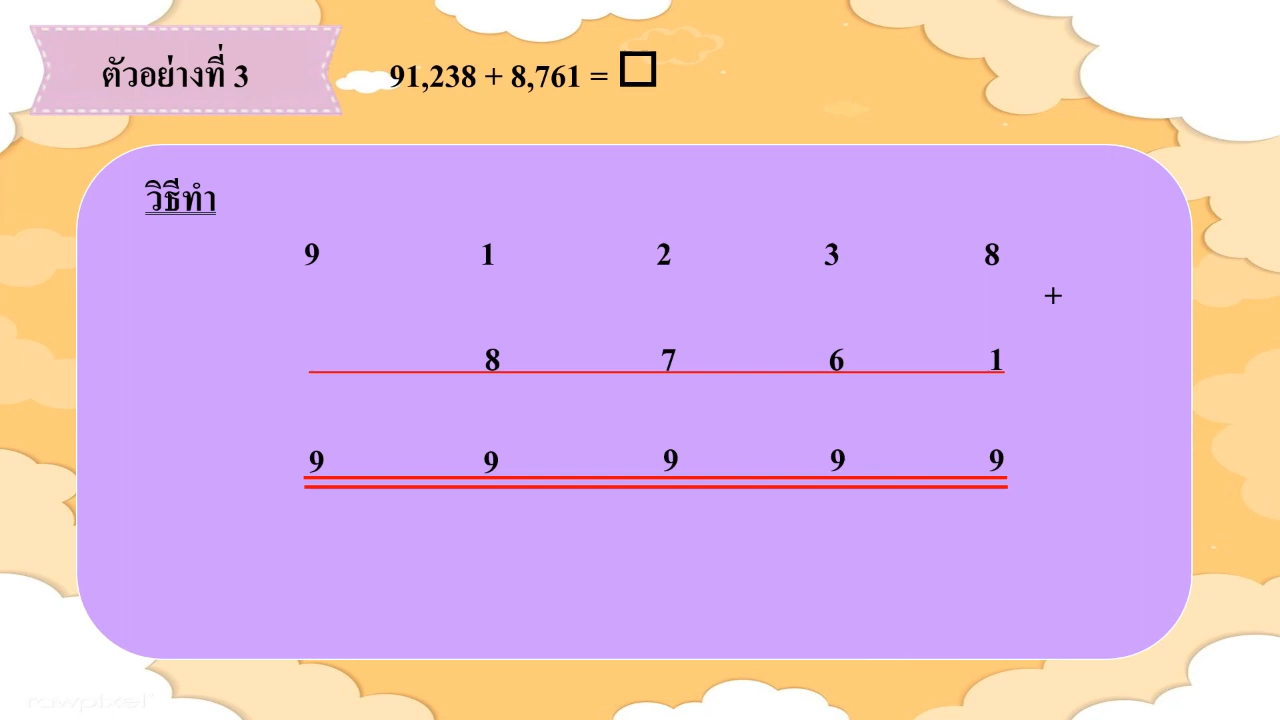 ตัวอย่างที่ 3
91,238 + 8,761 = □
วิธีทำ
9 1 2 3 8
+
8 7 6 1
9 9 9 9 9
rawpixel